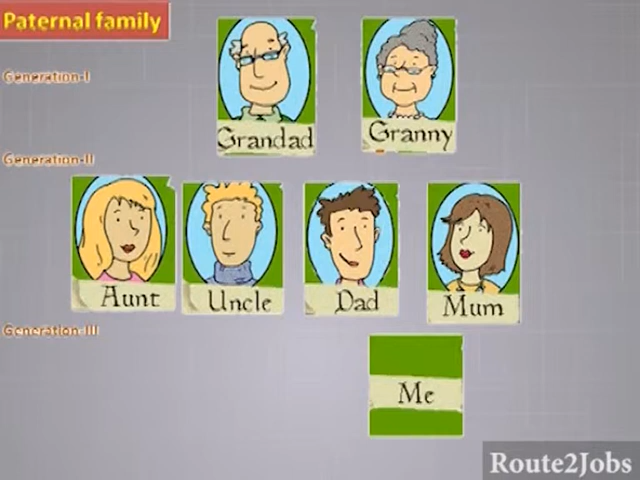 Paternal family
Generation-I
Grandad
Granny
Generation-II
Aunt
Uncle
Dad
Mum
Generation-III
Me
Route2Jobs